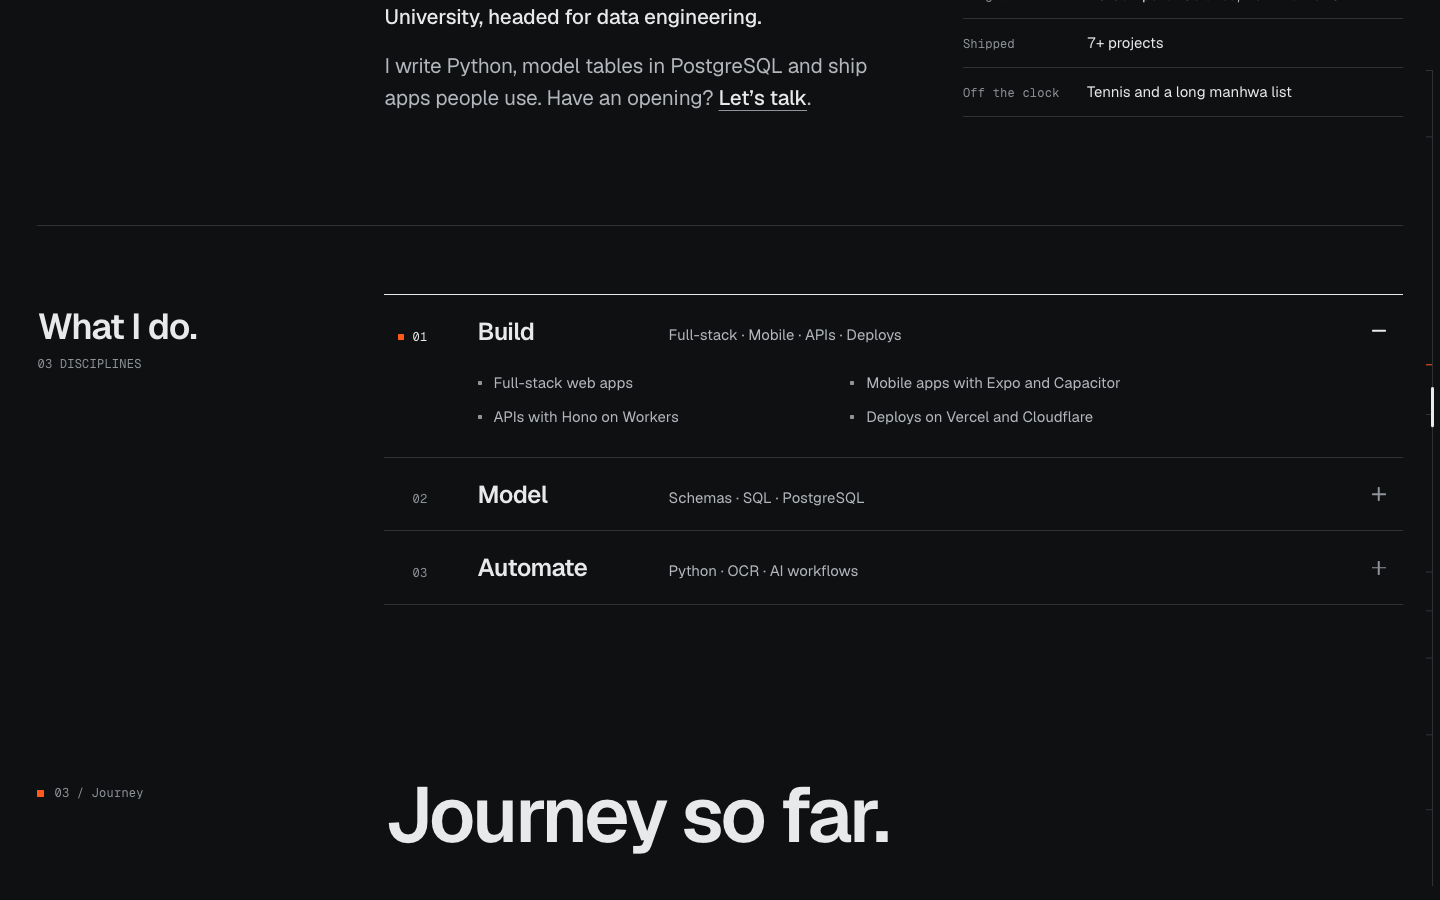 University, headed for data engineering.
I write Python, model tables in PostgreSQL and ship
apps people use. Have an opening? Let’s talk.
Shipped 7+ projects
Off the clock Tennis and a long manhwa list
What I do.
03 DISCIPLINES
01 Build Full-stack · Mobile · APIs · Deploys
Full-stack web apps
Mobile apps with Expo and Capacitor
APIs with Hono on Workers
Deploys on Vercel and Cloudflare
02 Model Schemas · SQL · PostgreSQL
03 Automate Python · OCR · AI workflows
03 / Journey
Journey so far.